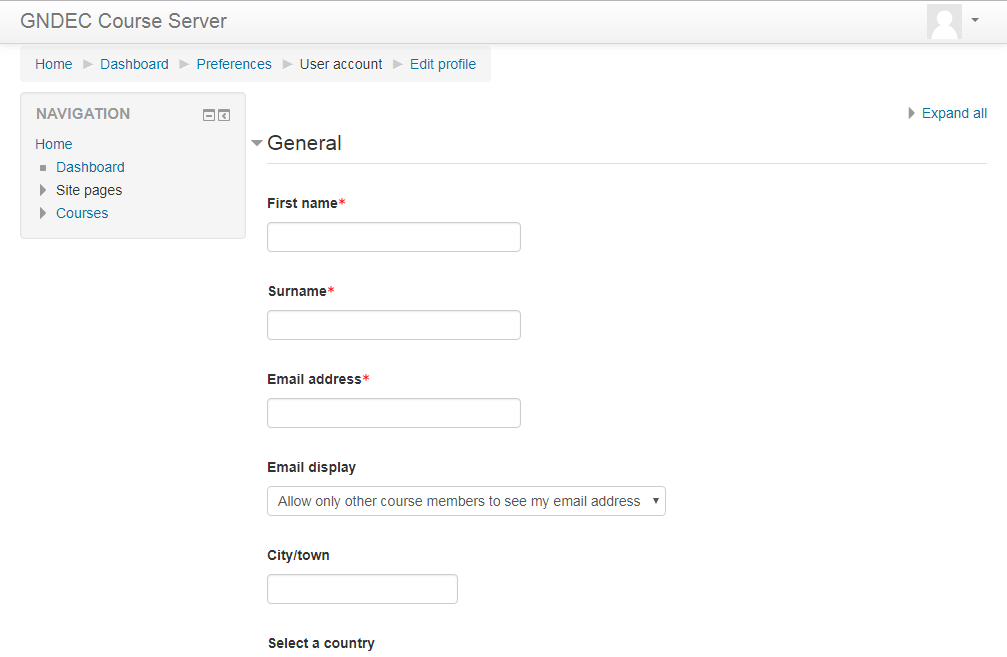 GNDEC Course Server
Home Dashboard Preferences User account Edit profile
NAVIGATION
Home
Dashboard
Site pages
Courses
Expand all
General
First name*
Surname*
Email address*
Email display
Allow only other course members to see my email address
City/town
Select a country